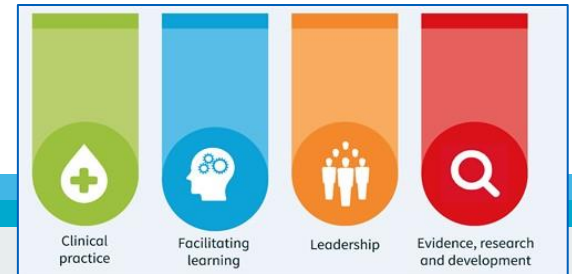 Clinical
practice
Facilitating
learning
Leadership
Evidence, research
and development